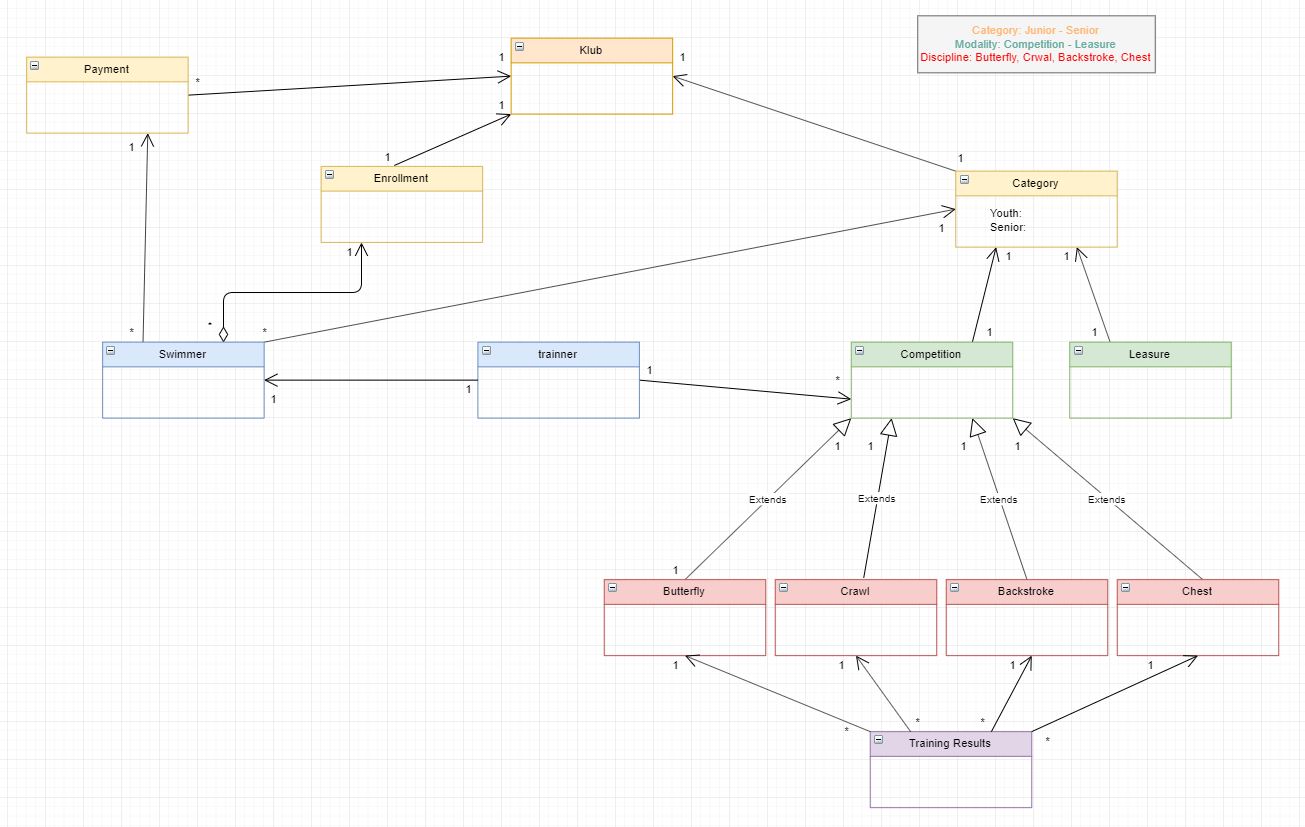 Category: Junior - Senior
Modality: Competition - Leasure
Discipline: Butterfly, Crwal, Backstroke, Chest
Klub
Payment
*
1
1
1
1
1
1
Enrollment
Category
Youth:
Senior:
1
1
1
1
*
*
*
1
1
Swimmer
trainner
Competition
Leasure
1
1
1
*
1
1
1
1
Extends
Extends
Extends
Extends
1
Butterfly
Crawl
Backstroke
Chest
1
1
1
1
*
*
*
*
Training Results